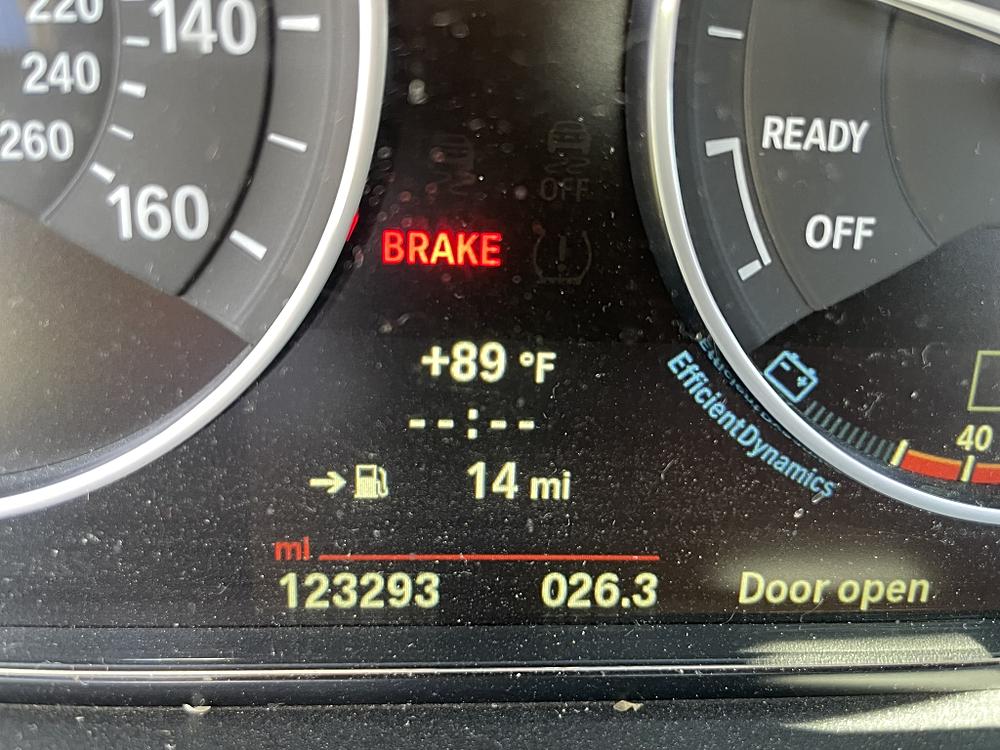 220
140
240
260
160
READY
OFF
OFF
BRAKE
+89 °F
--:--
14 mi
EfficientDynamics
40
mi
123293
026.3
Door open